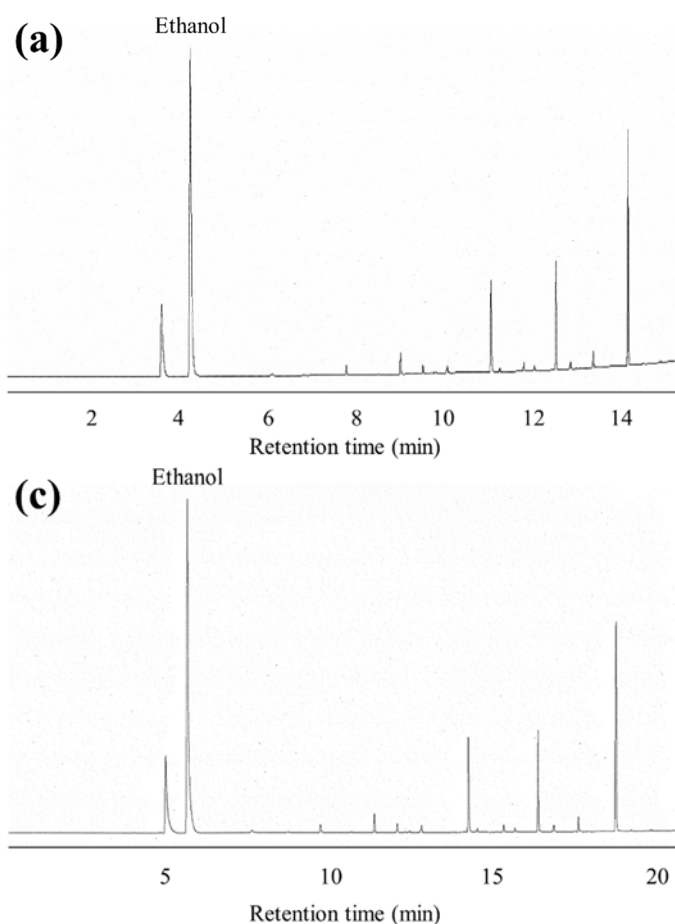 (a)
Ethanol
2 4 6 8 10 12 14
Retention time (min)
(c)
Ethanol
5 10 15 20
Retention time (min)